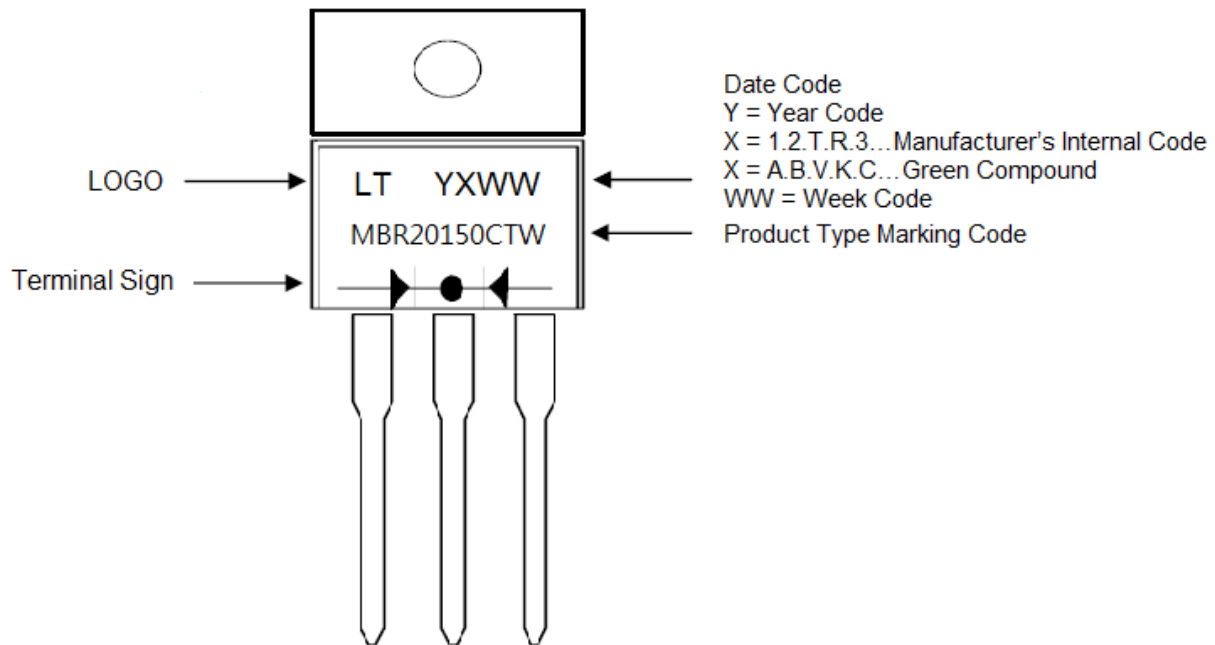 Date Code
Y = Year Code
X = 1.2.T.R.3...Manufacturer's Internal Code
LOGO
LT YXWW
X = A.B.V.K.C...Green Compound
WW = Week Code
MBR20150CTW
Product Type Marking Code
Terminal Sign